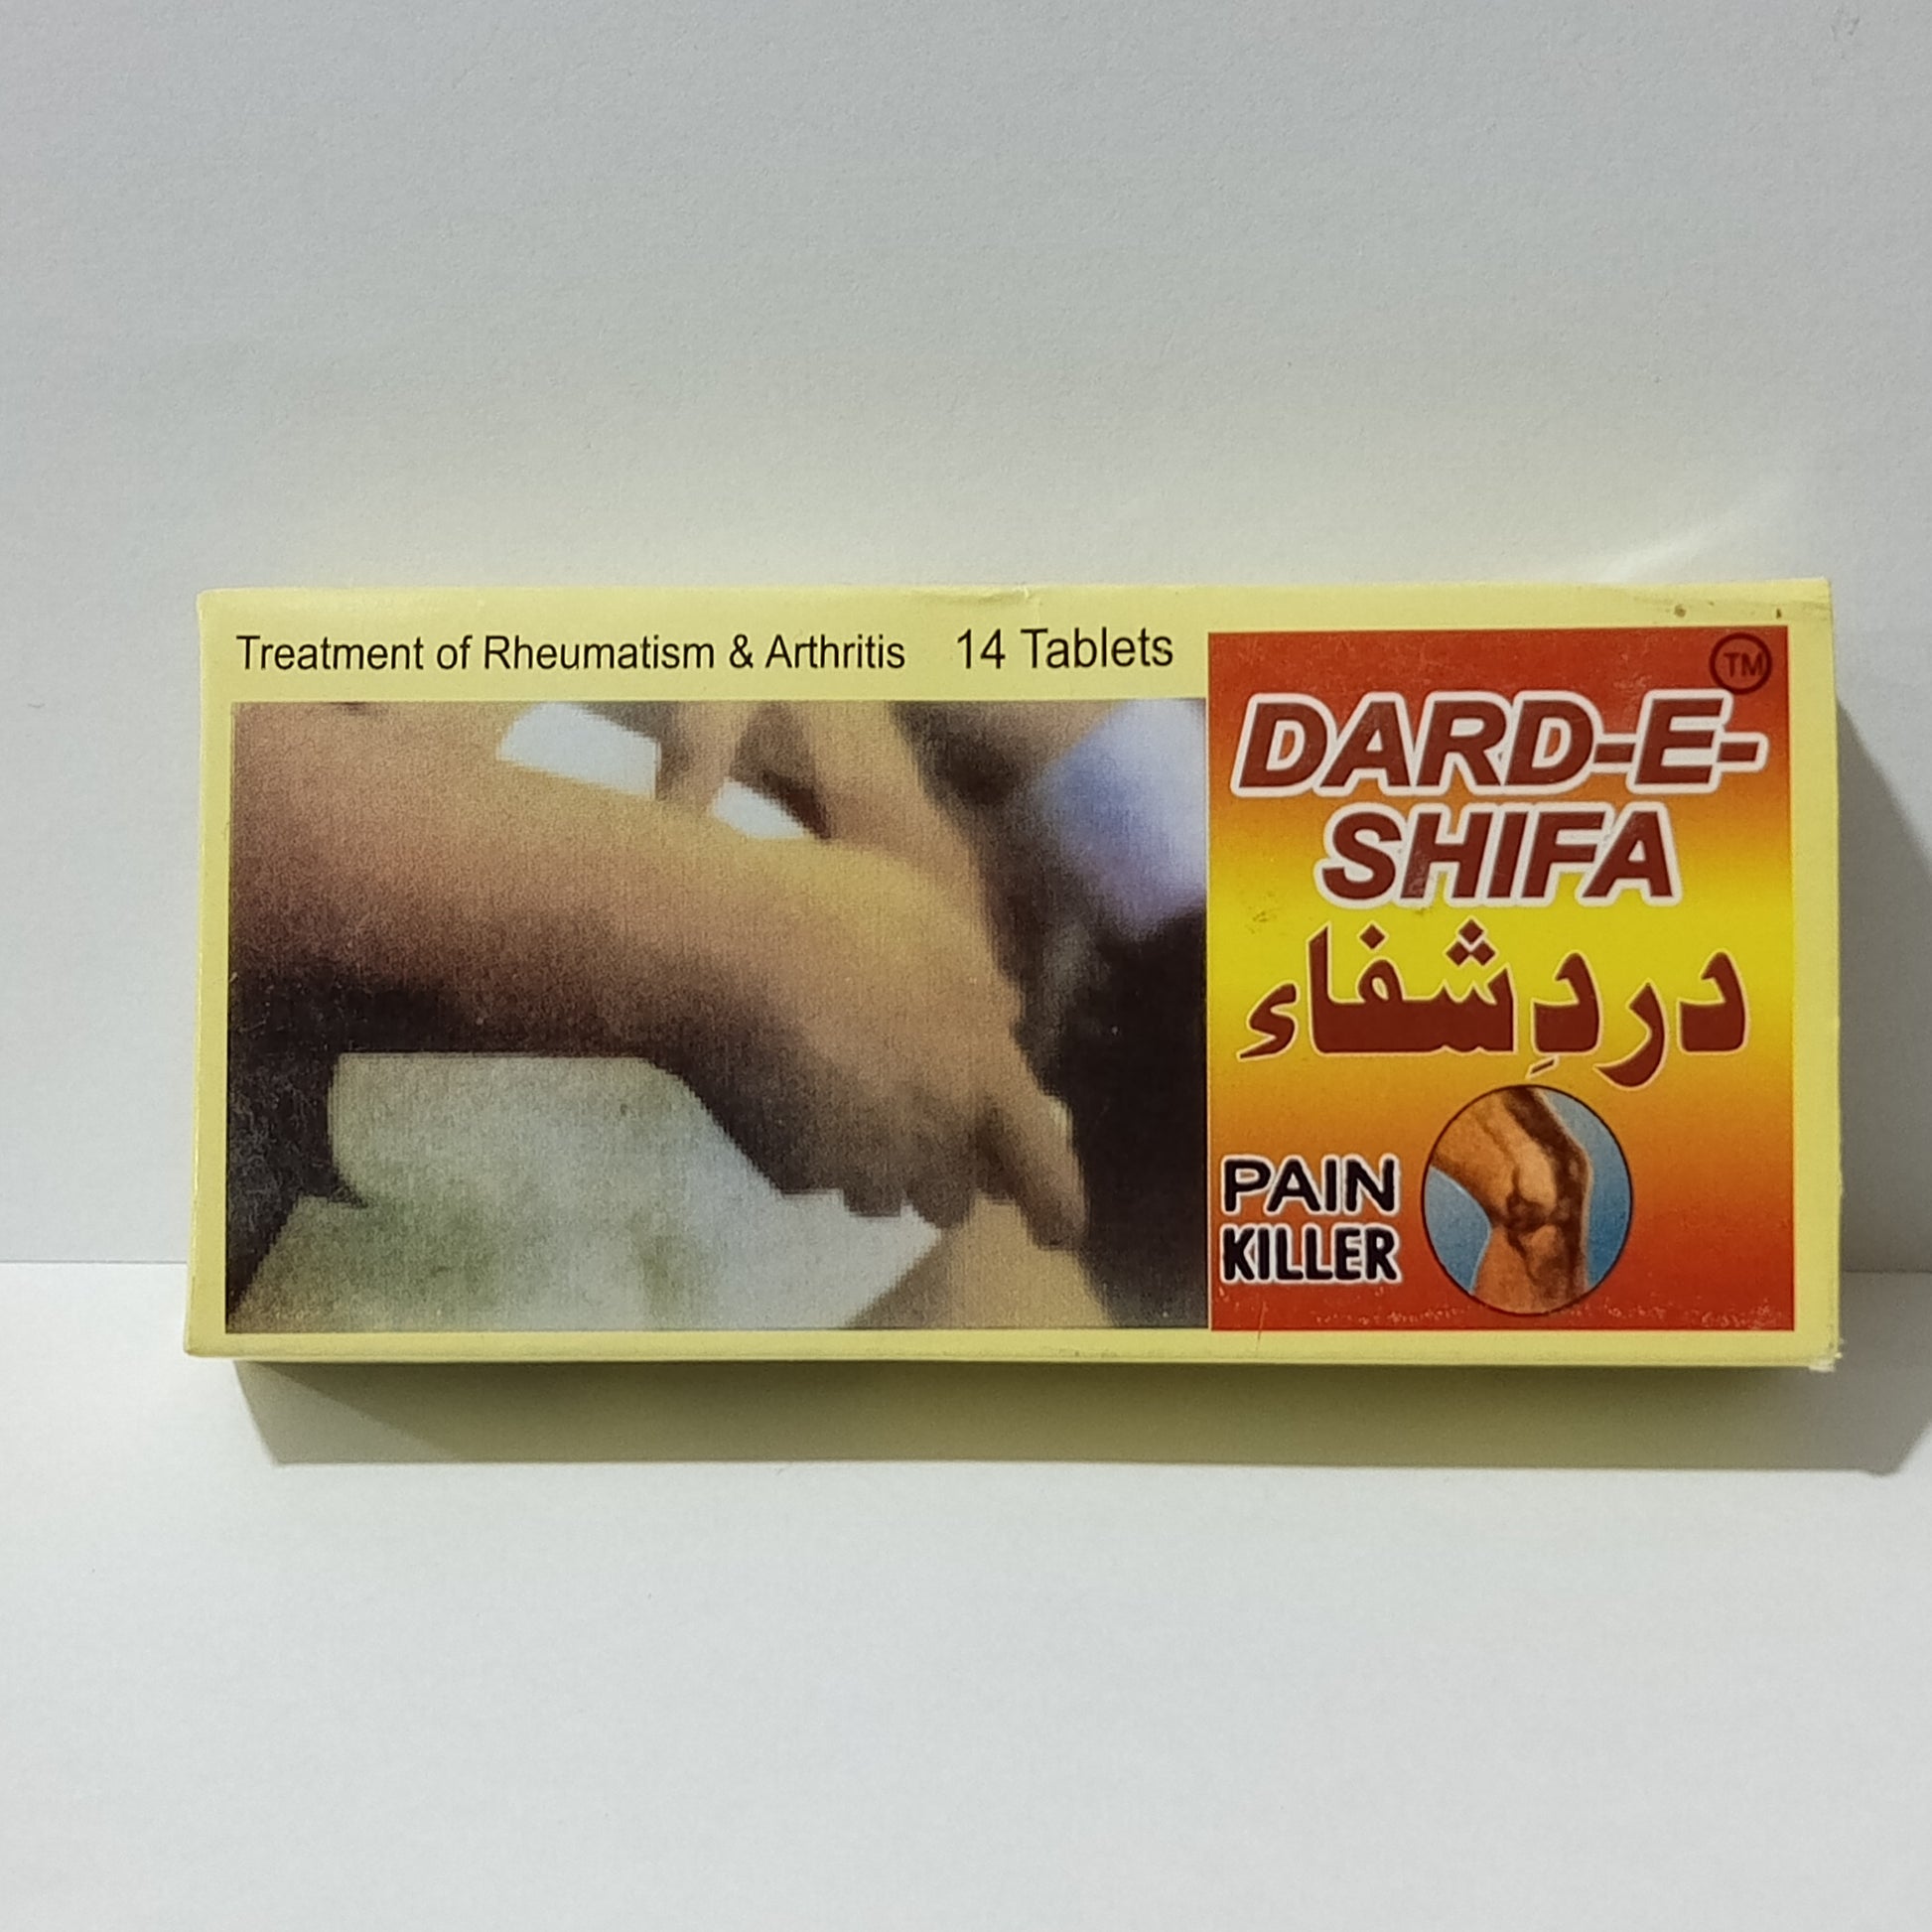 Treatment of Rheumatism & Arthritis 14 Tablets
TM
DARD-E-
SHIFA
دردِشفاء
PAIN
KILLER